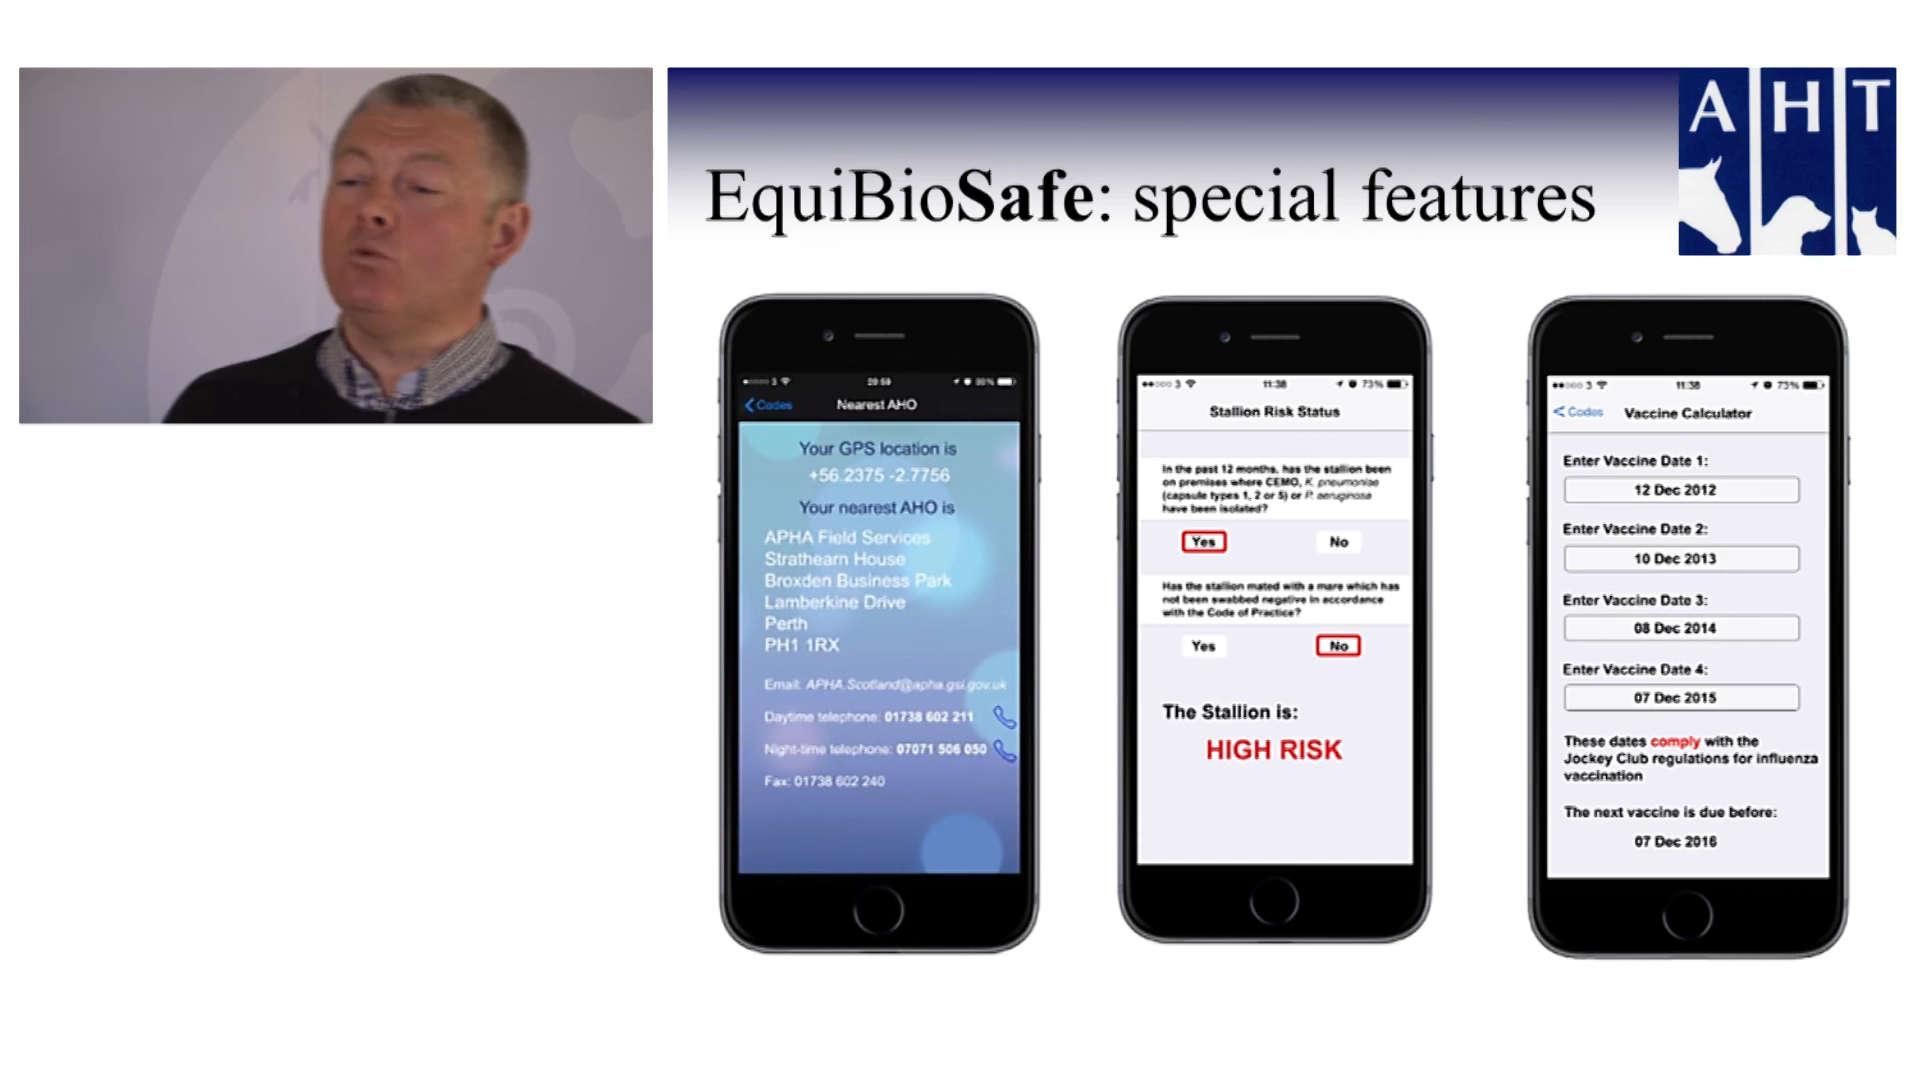 A H T
EquiBioSafe: special features
3 20:59 88%
Codes Nearest AHO
Your GPS location is
+56.2375 -2.7756
Your nearest AHO is
APHA Field Services
Strathearn House
Broxden Business Park
Lamberkine Drive
Perth
PH1 1RX
Email: APHA.Scotland@apha.gsi.gov.uk
Daytime telephone: 01738 602 211
Night-time telephone: 07071 506 050
Fax: 01738 602 240
3 11:38 73%
Stallion Risk Status
In the past 12 months, has the stallion been
on premises where CEMO, K. pneumoniae
(capsule types 1, 2 or 5) or P. aeruginosa
have been isolated?
Yes No
Has the stallion mated with a mare which has
not been swabbed negative in accordance
with the Code of Practice?
Yes No
The Stallion is:
HIGH RISK
3 11:38 73%
< Codes Vaccine Calculator
Enter Vaccine Date 1:
12 Dec 2012
Enter Vaccine Date 2:
10 Dec 2013
Enter Vaccine Date 3:
08 Dec 2014
Enter Vaccine Date 4:
07 Dec 2015
These dates comply with the
Jockey Club regulations for influenza
vaccination
The next vaccine is due before:
07 Dec 2016